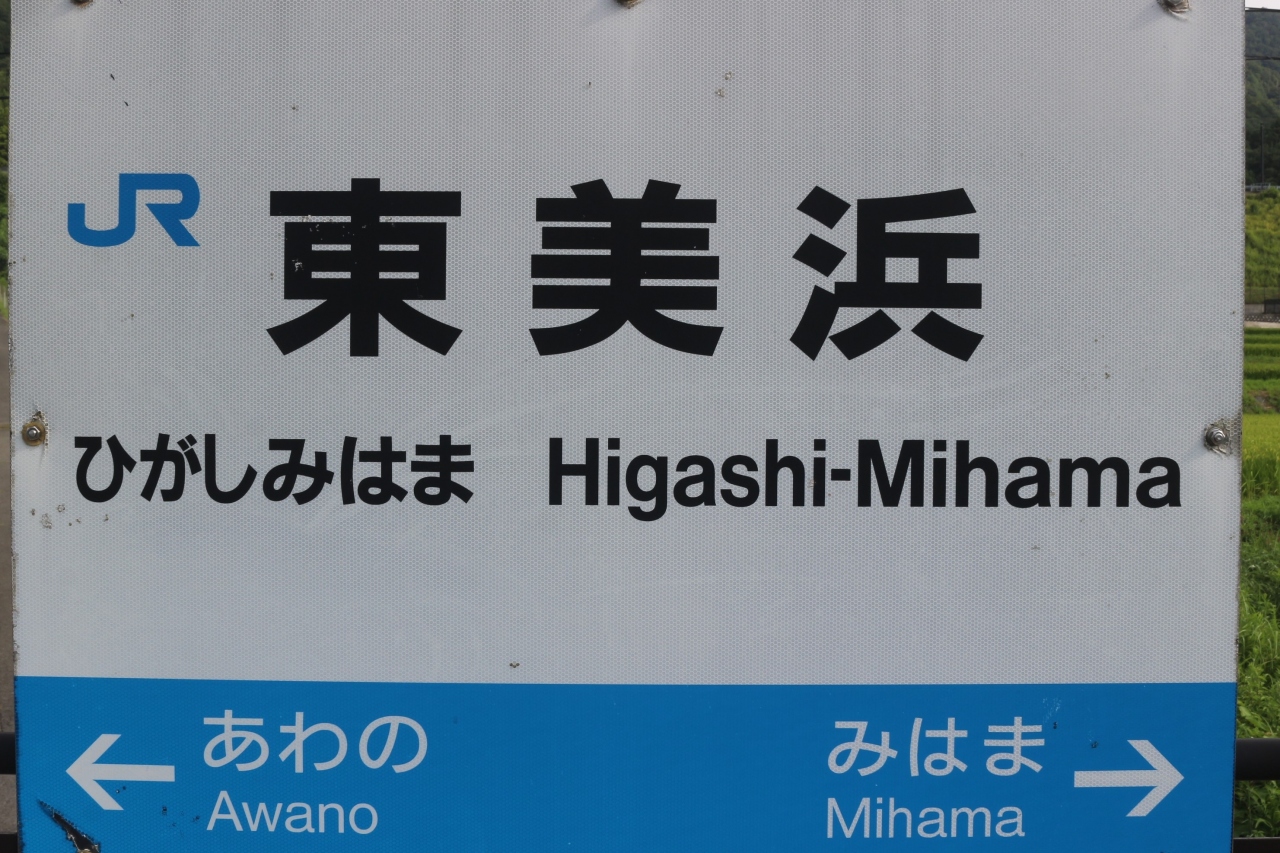 JR 東美浜
ひがしみはま Higashi-Mihama
← あわの みはま →
Awano Mihama